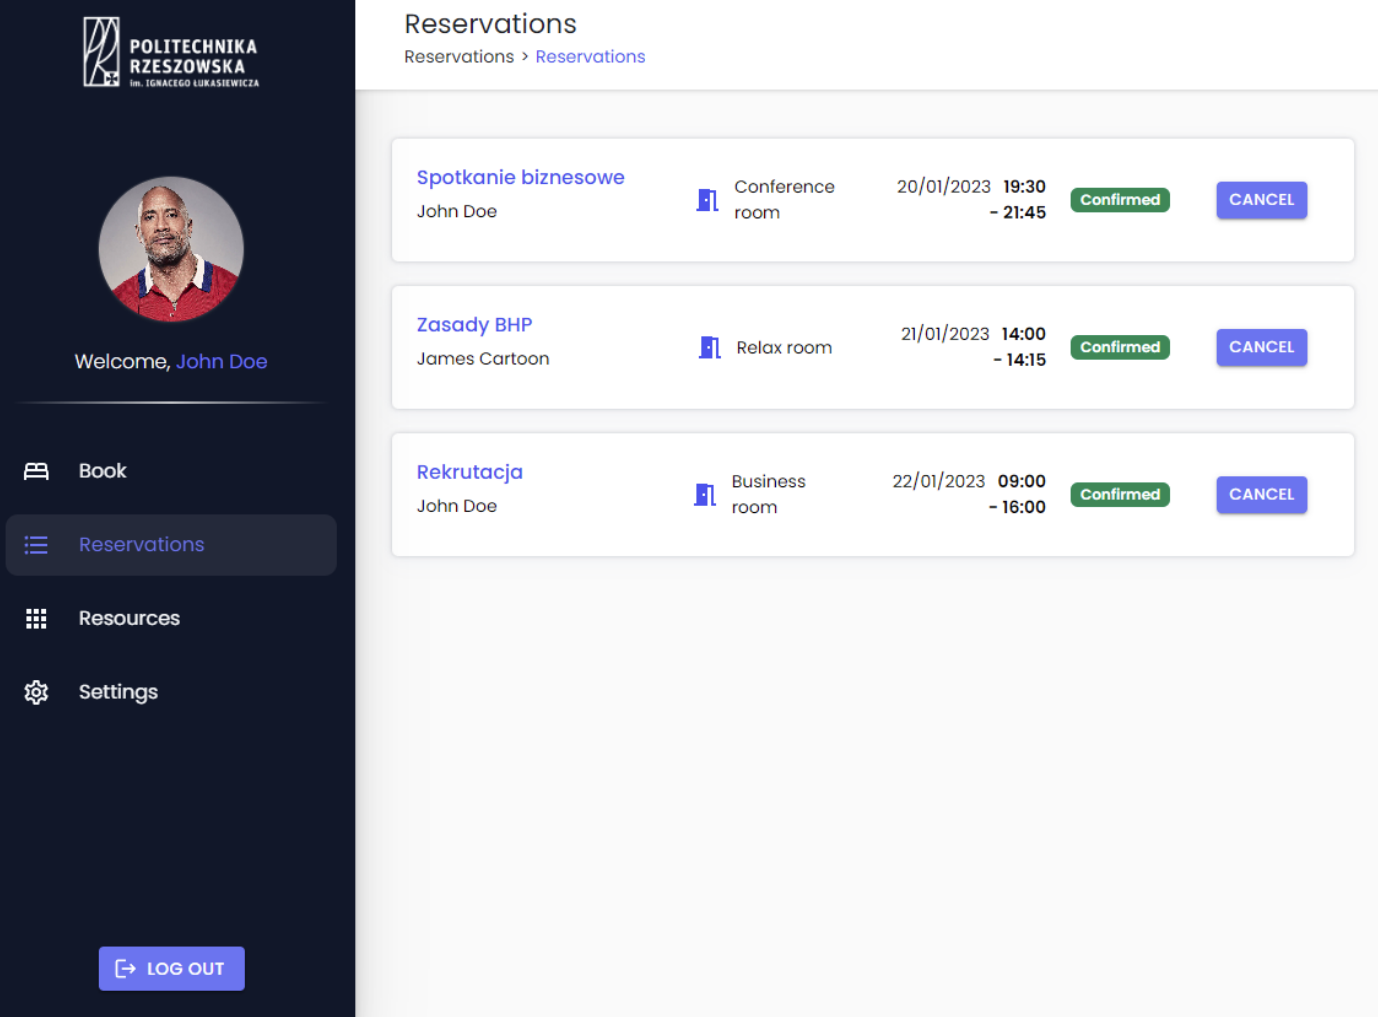 POLITECHNIKA
RZESZOWSKA
im. IGNACEGO ŁUKASIEWICZA
Welcome, John Doe
Book
Reservations
Resources
Settings
LOG OUT
Reservations
Reservations > Reservations
Spotkanie biznesowe
John Doe
Conference
room
20/01/2023 19:30
- 21:45
Confirmed
CANCEL
Zasady BHP
James Cartoon
Relax room
21/01/2023 14:00
- 14:15
Confirmed
CANCEL
Rekrutacja
John Doe
Business
room
22/01/2023 09:00
- 16:00
Confirmed
CANCEL